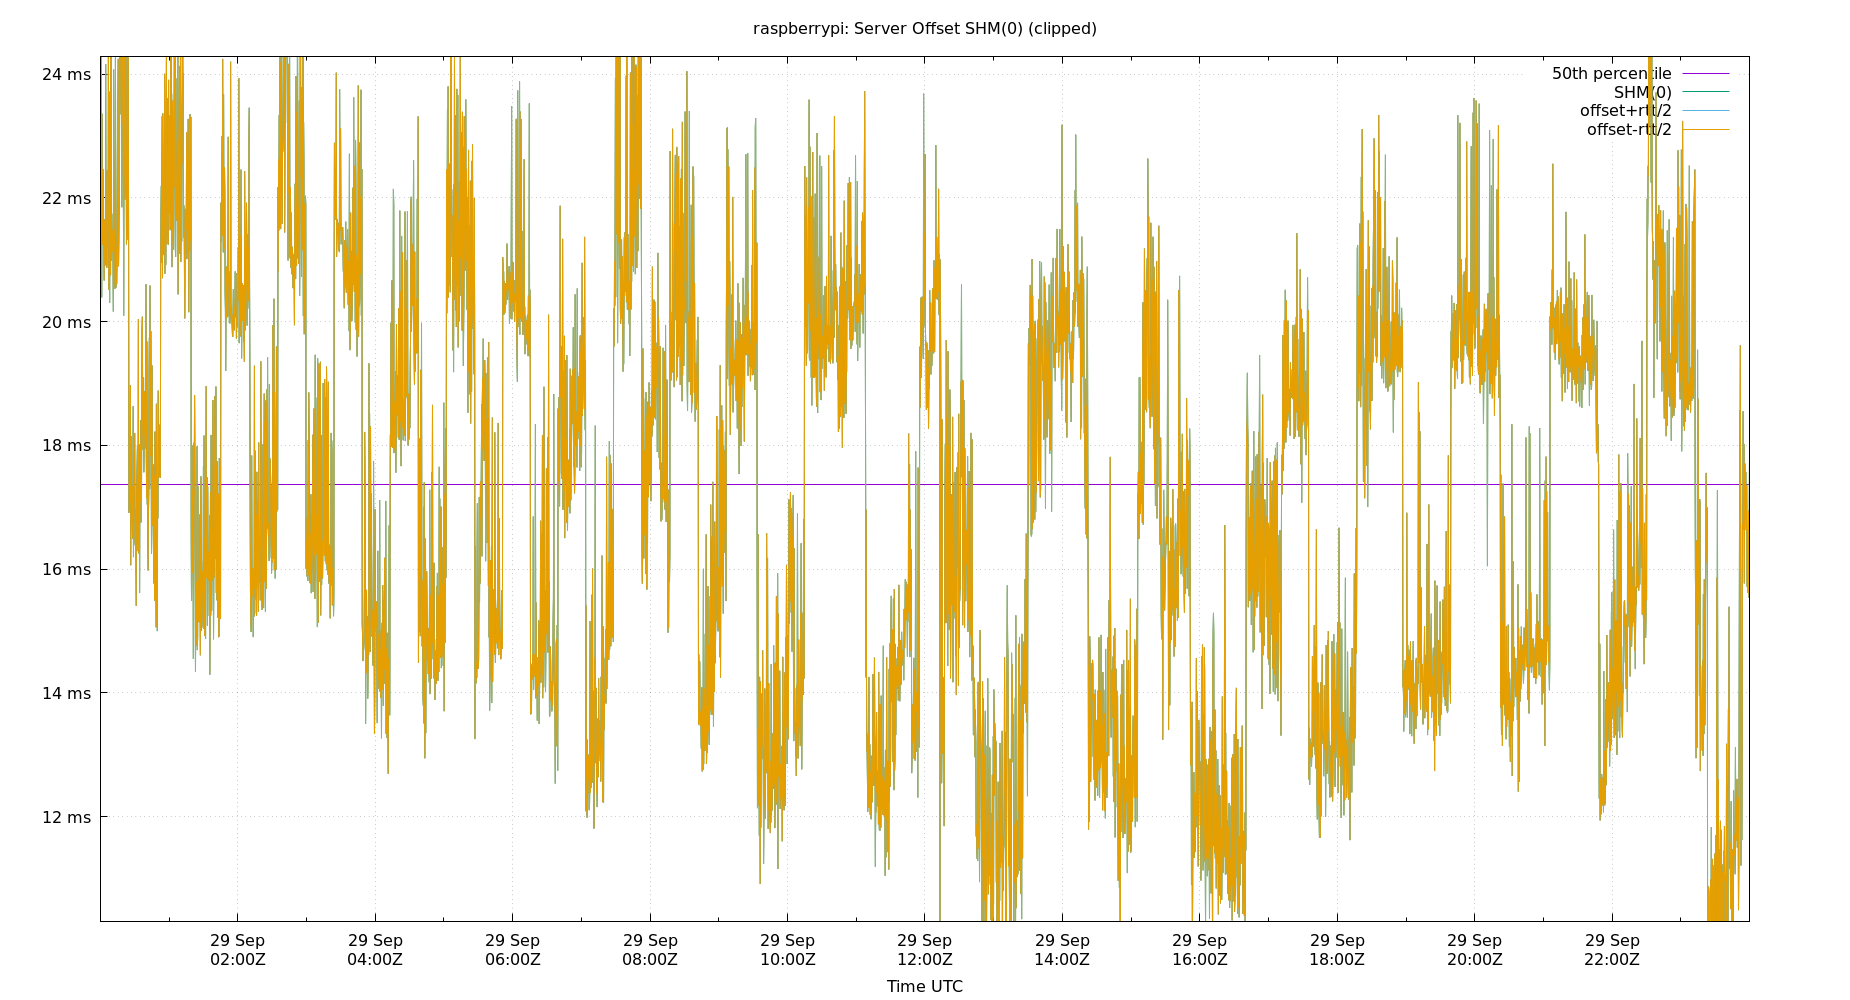 raspberrypi: Server Offset SHM(0) (clipped)
50th percentile
SHM(0)
offset+rtt/2
offset-rtt/2
24 ms
22 ms
20 ms
18 ms
16 ms
14 ms
12 ms
29 Sep 29 Sep 29 Sep 29 Sep 29 Sep 29 Sep 29 Sep 29 Sep 29 Sep 29 Sep 29 Sep
02:00Z 04:00Z 06:00Z 08:00Z 10:00Z 12:00Z 14:00Z 16:00Z 18:00Z 20:00Z 22:00Z
Time UTC